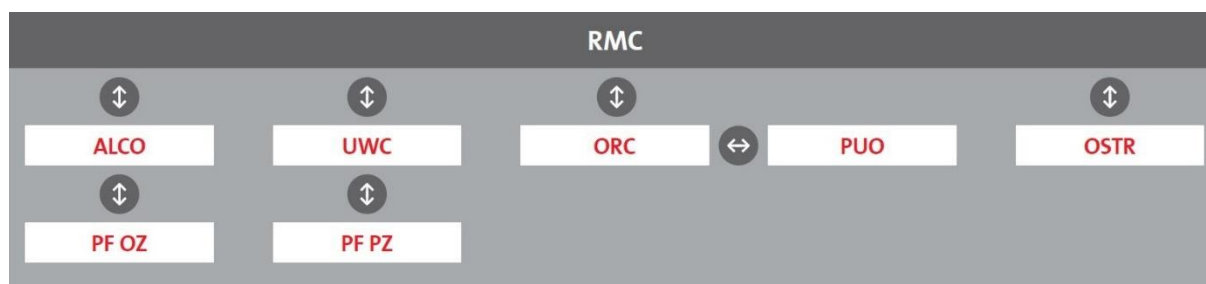 RMC
ALCO UWC ORC PUO OSTR
PF OZ PF PZ